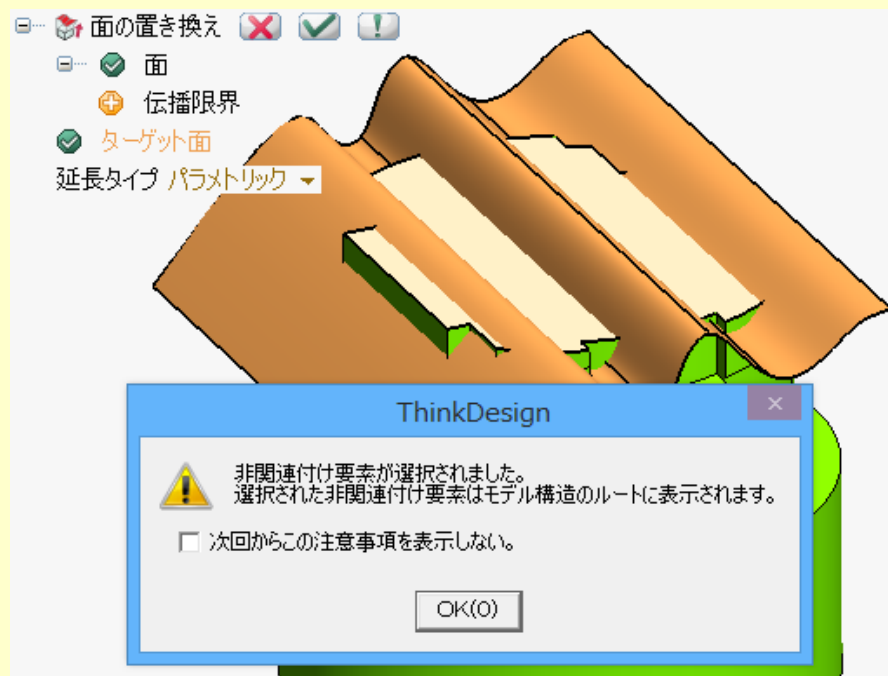 面の置き換え
面
伝播限界
ターゲット面
延長タイプ パラメトリック
ThinkDesign
非関連付け要素が選択されました。
選択された非関連付け要素はモデル構造のルートに表示されます。
次回からこの注意事項を表示しない。
OK(O)